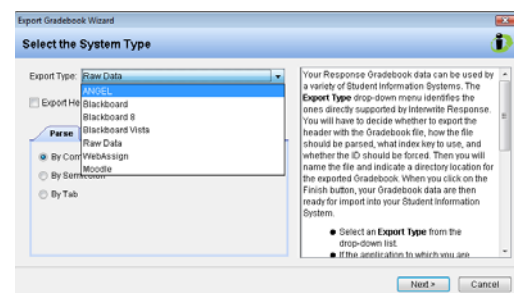 Export Gradebook Wizard
Select the System Type
Export Type: Raw Data
ANGEL
Export He
Blackboard
Blackboard 8
Blackboard Vista
Parse
Raw Data
By Com
WebAssign
Moodle
By Semicolon
By Tab
Your Response Gradebook data can be used by
a variety of Student Information Systems. The
Export Type drop-down menu identifies the
ones directly supported by Interwrite Response.
You will have to decide whether to export the
header with the Gradebook file, how the file
should be parsed, what index key to use, and
whether the ID should be forced. Then you will
name the file and indicate a directory location for
the exported Gradebook. When you click on the
Finish button, your Gradebook data are then
ready for import into your Student Information
System.
● Select an Export Type from the
drop-down list.
● If the application to which you are
Next >
Cancel